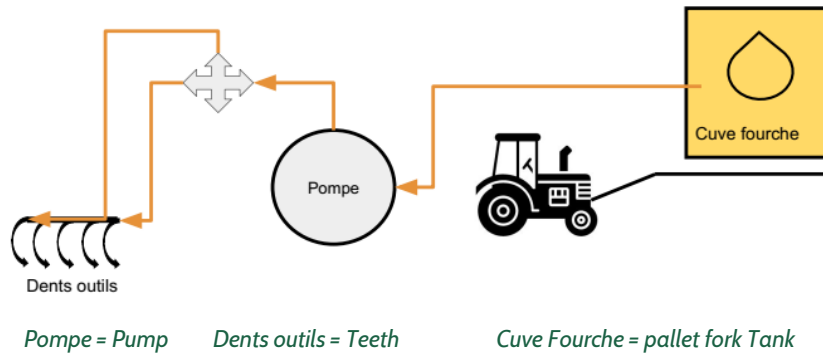 Cuve fourche
Pompe
Dents outils
Pompe = Pump Dents outils = Teeth Cuve Fourche = pallet fork Tank